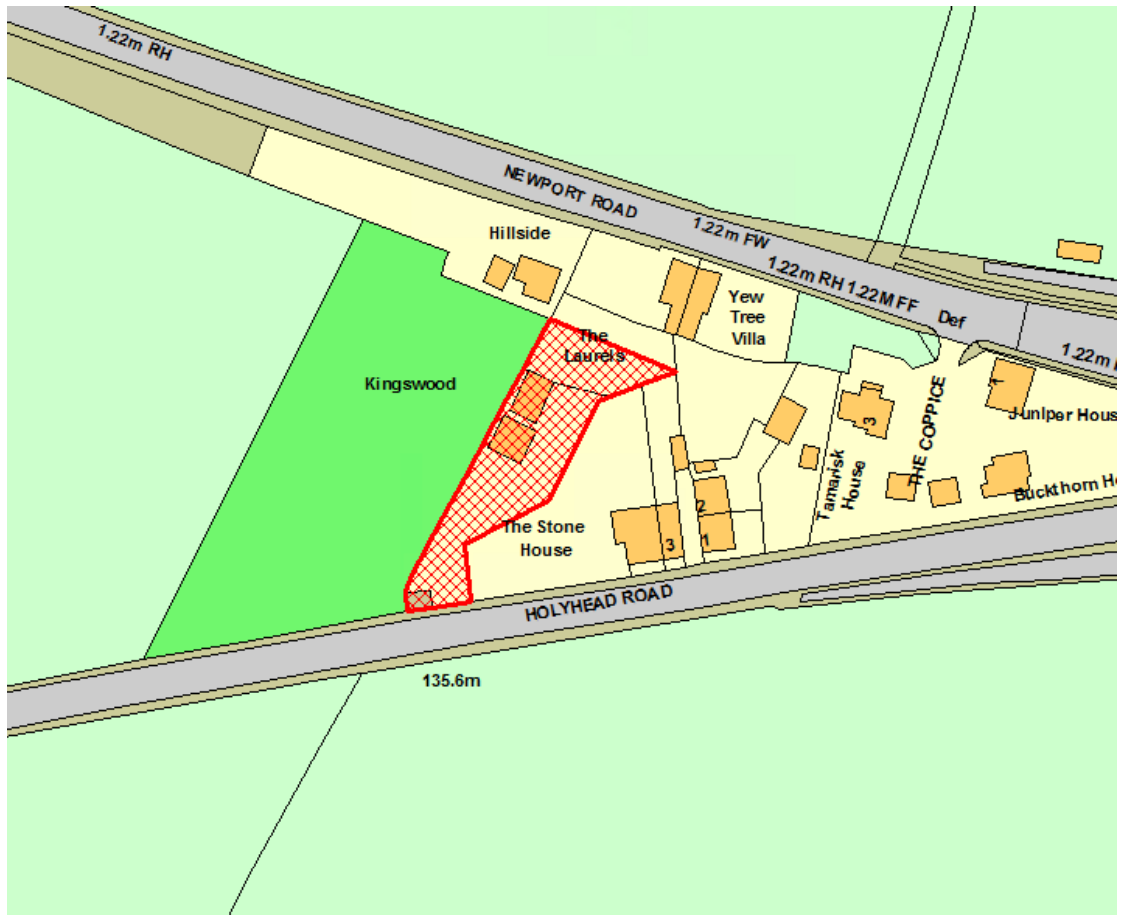 1.22m RH
NEWPORT ROAD
1.22m FW
1.22m RH 1.22M FF
Def
1.22m
Hillside
Yew
Tree
Villa
The
Laurels
Kingswood
1
Juniper Hous
THE COPPICE
3
Tamarisk
House
Buckthorn Ho
2
The Stone
House
3
1
HOLYHEAD ROAD
135.6m